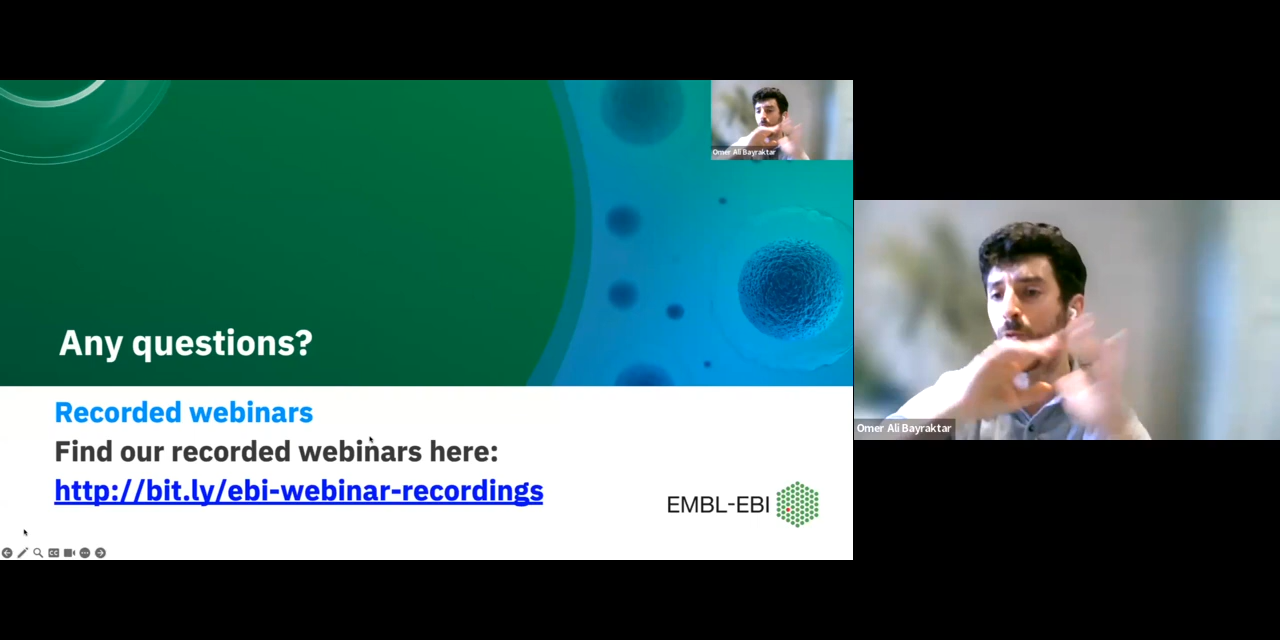 Omer Ali Bayraktar
Any questions?
Recorded webinars
Find our recorded webinars here:
http://bit.ly/ebi-webinar-recordings
EMBL-EBI
Omer Ali Bayraktar